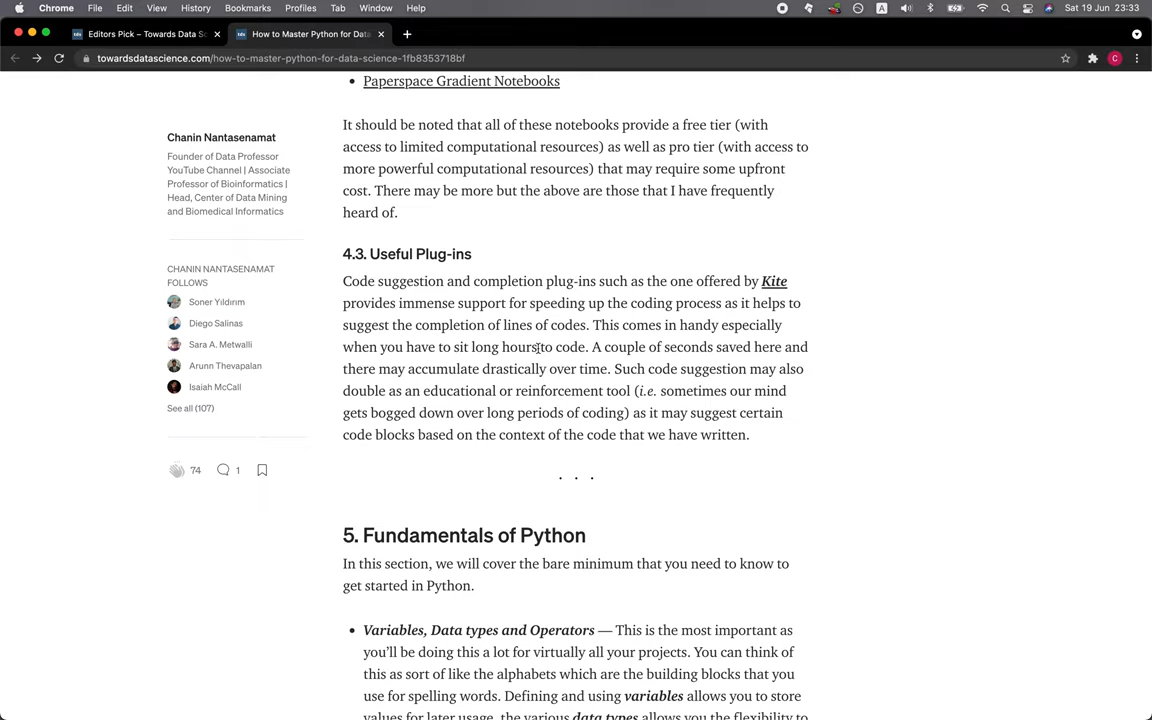 Chrome File Edit View History Bookmarks Profiles Tab Window Help A Sat 19 Jun 23:33
Editors Pick – Towards Data Sc How to Master Python for Data
towardsdatascience.com/how-to-master-python-for-data-science-1fb8353718bf C
Paperspace Gradient Notebooks
It should be noted that all of these notebooks provide a free tier (with
access to limited computational resources) as well as pro tier (with access to
more powerful computational resources) that may require some upfront
cost. There may be more but the above are those that I have frequently
heard of.
Chanin Nantasenamat
Founder of Data Professor
YouTube Channel | Associate
Professor of Bioinformatics |
Head, Center of Data Mining
and Biomedical Informatics
CHANIN NANTASENAMAT
FOLLOWS
Soner Yıldırım
Diego Salinas
Sara A. Metwalli
Arunn Thevapalan
Isaiah McCall
See all (107)
74 1
4.3. Useful Plug-ins
Code suggestion and completion plug-ins such as the one offered by Kite
provides immense support for speeding up the coding process as it helps to
suggest the completion of lines of codes. This comes in handy especially
when you have to sit long hours to code. A couple of seconds saved here and
there may accumulate drastically over time. Such code suggestion may also
double as an educational or reinforcement tool (i.e. sometimes our mind
gets bogged down over long periods of coding) as it may suggest certain
code blocks based on the context of the code that we have written.
. . .
5. Fundamentals of Python
In this section, we will cover the bare minimum that you need to know to
get started in Python.
Variables, Data types and Operators — This is the most important as
you'll be doing this a lot for virtually all your projects. You can think of
this as sort of like the alphabets which are the building blocks that you
use for spelling words. Defining and using variables allows you to store
values for later usage, the various data types allows you the flexibility to